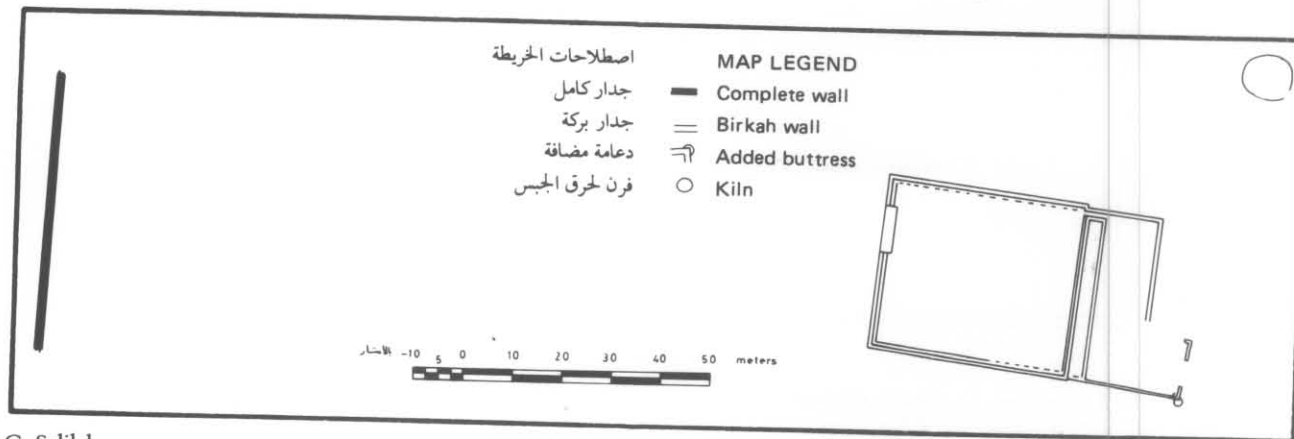 اصطلاحات الخريطة MAP LEGEND
جدار كامل Complete wall
جدار بركة Birkah wall
دعامة مضافة Added buttress
فرن لحرق الجبس Kiln
الأمتار -10 5 0 10 20 30 40 50 meters